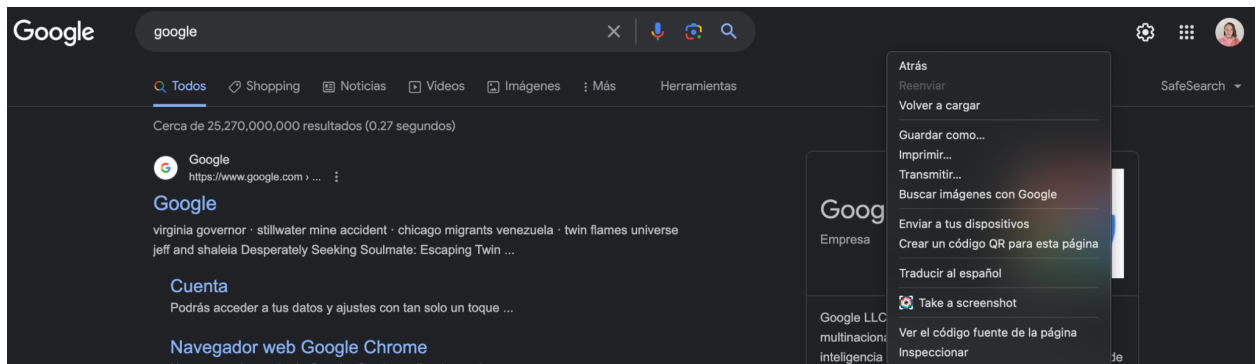 Google
google
Todos Shopping Noticias Videos Imágenes Más Herramientas SafeSearch
Cerca de 25,270,000,000 resultados (0.27 segundos)
Google
https://www.google.com › ...
Google
virginia governor · stillwater mine accident · chicago migrants venezuela · twin flames universe
jeff and shaleia Desperately Seeking Soulmate: Escaping Twin ...
Cuenta
Podrás acceder a tus datos y ajustes con tan solo un toque ...
Navegador web Google Chrome
Goog
Empresa
Google LLC
multinaciona
inteligencia
de
Atrás
Reenviar
Volver a cargar
Guardar como...
Imprimir...
Transmitir...
Buscar imágenes con Google
Enviar a tus dispositivos
Crear un código QR para esta página
Traducir al español
Take a screenshot
Ver el código fuente de la página
Inspeccionar